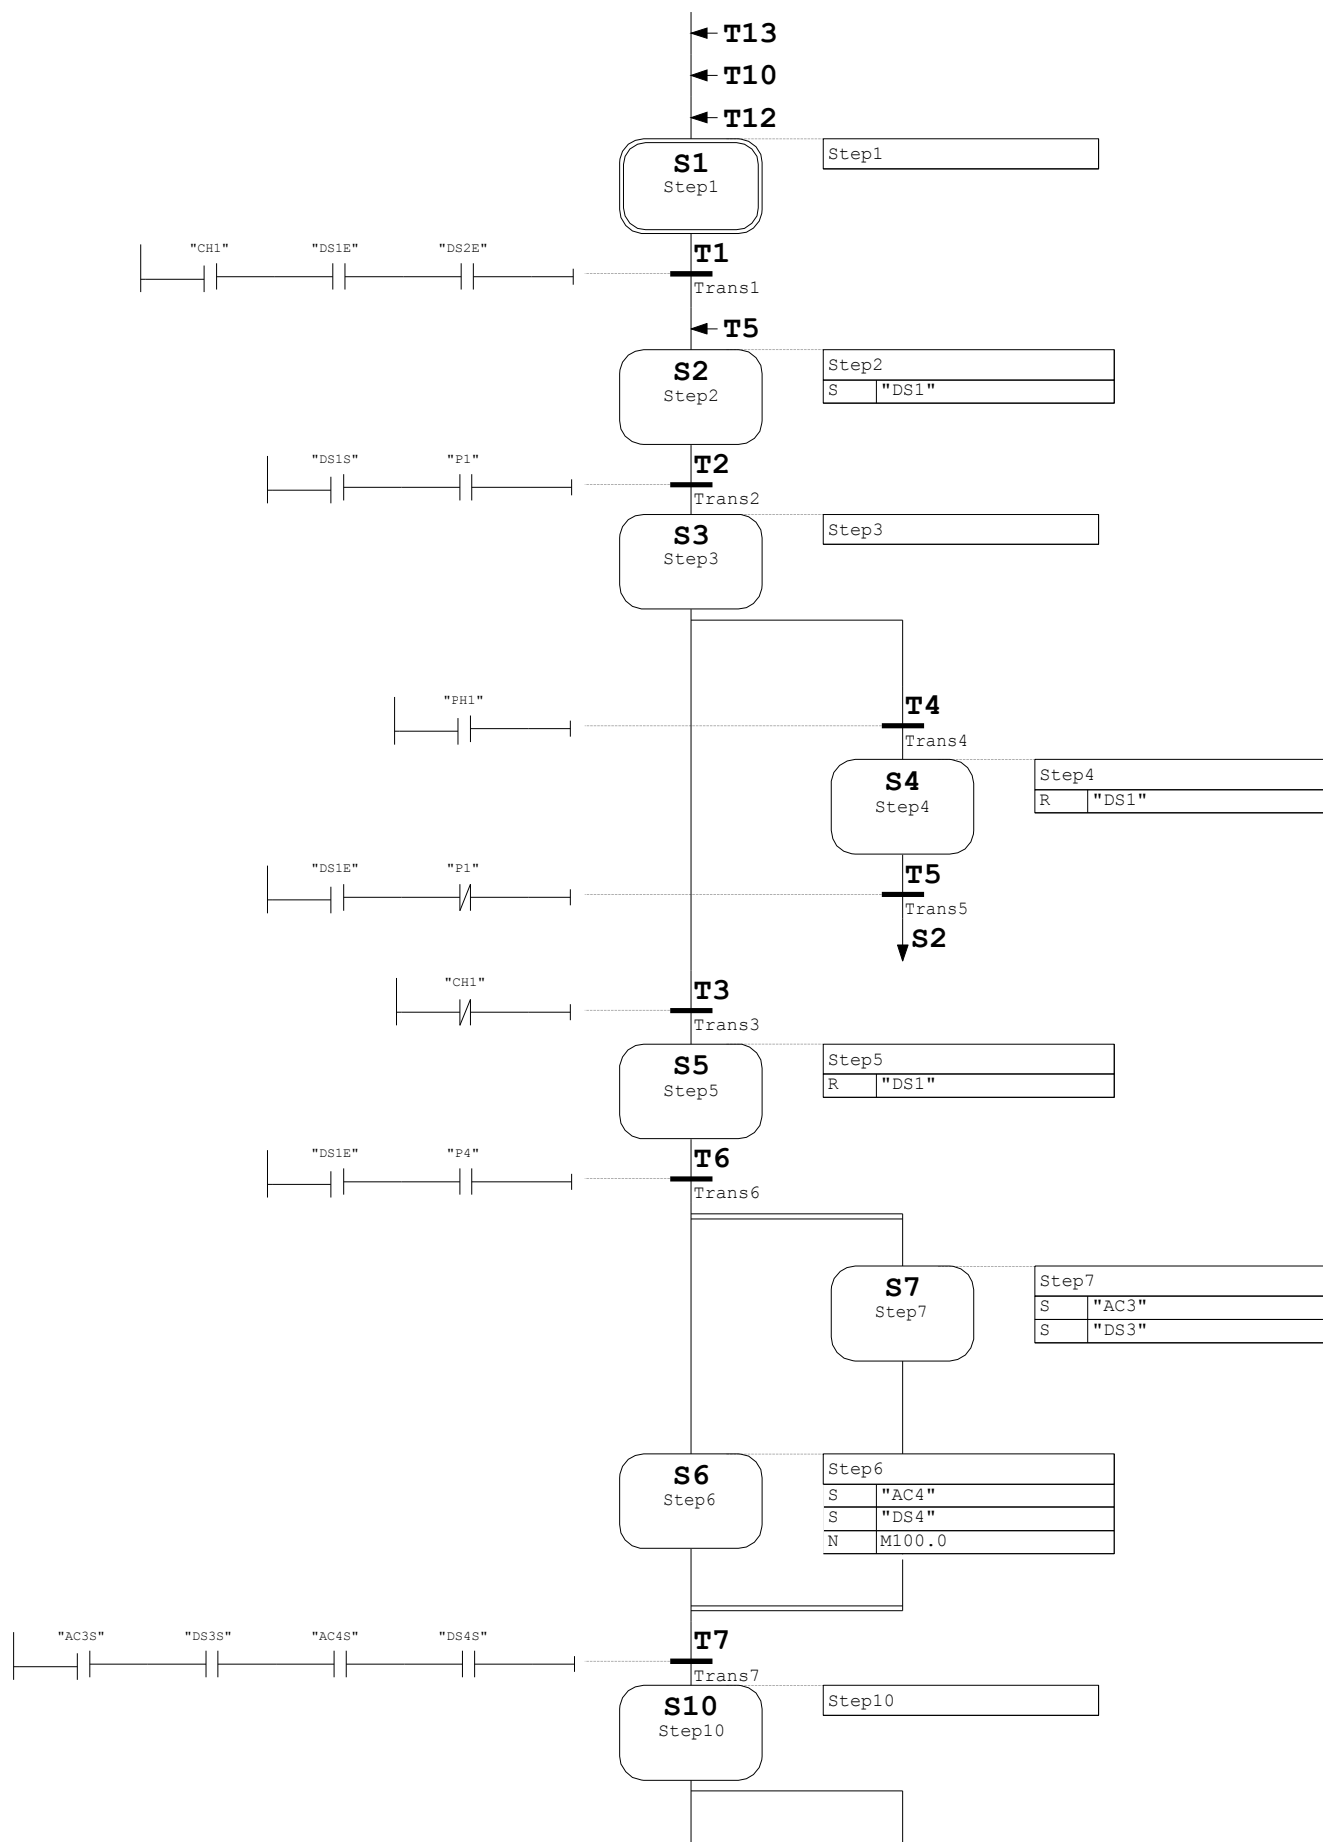 T13
T10
T12
S1
Step1
Step1
"CH1" "DS1E" "DS2E"
T1
Trans1
T5
S2
Step2
Step2
S "DS1"
"DS1S" "P1"
T2
Trans2
S3
Step3
Step3
"PH1"
T4
Trans4
S4
Step4
Step4
R "DS1"
"DS1E" "P1"
T5
Trans5
S2
"CH1"
T3
Trans3
S5
Step5
Step5
R "DS1"
"DS1E" "P4"
T6
Trans6
S7
Step7
Step7
S "AC3"
S "DS3"
S6
Step6
Step6
S "AC4"
S "DS4"
N M100.0
"AC3S" "DS3S" "AC4S" "DS4S"
T7
Trans7
S10
Step10
Step10